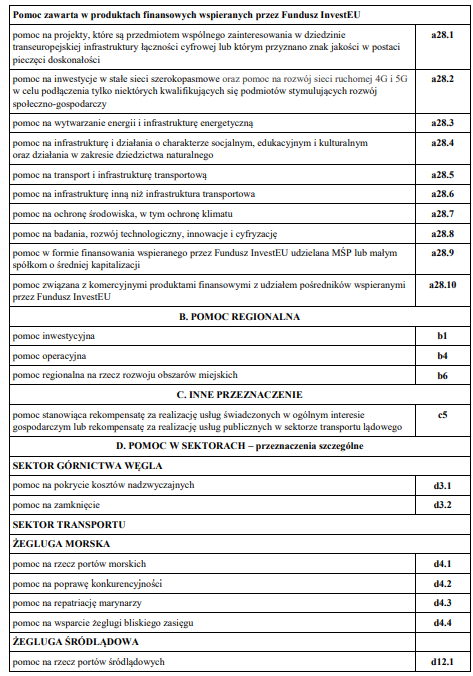 Pomoc zawarta w produktach finansowych wspieranych przez Fundusz InvestEU
pomoc na projekty, które są przedmiotem wspólnego zainteresowania w dziedzinie
transeuropejskiej infrastruktury łączności cyfrowej lub którym przyznano znak jakości w postaci
pieczęci doskonałości
a28.1
pomoc na inwestycje w stałe sieci szerokopasmowe oraz pomoc na rozwój sieci ruchomej 4G i 5G
w celu podłączenia tylko niektórych kwalifikujących się podmiotów stymulujących rozwój
społeczno-gospodarczy
a28.2
pomoc na wytwarzanie energii i infrastrukturę energetyczną
a28.3
pomoc na infrastrukturę i działania o charakterze socjalnym, edukacyjnym i kulturalnym
oraz działania w zakresie dziedzictwa naturalnego
a28.4
pomoc na transport i infrastrukturę transportową
a28.5
pomoc na infrastrukturę inną niż infrastruktura transportowa
a28.6
pomoc na ochronę środowiska, w tym ochronę klimatu
a28.7
pomoc na badania, rozwój technologiczny, innowacje i cyfryzację
a28.8
pomoc w formie finansowania wspieranego przez Fundusz InvestEU udzielana MŚP lub małym
spółkom o średniej kapitalizacji
a28.9
pomoc związana z komercyjnymi produktami finansowymi z udziałem pośredników wspieranymi
przez Fundusz InvestEU
a28.10
B. POMOC REGIONALNA
pomoc inwestycyjna
b1
pomoc operacyjna
b4
pomoc regionalna na rzecz rozwoju obszarów miejskich
b6
C. INNE PRZEZNACZENIE
pomoc stanowiąca rekompensatę za realizację usług świadczonych w ogólnym interesie
gospodarczym lub rekompensatę za realizację usług publicznych w sektorze transportu lądowego
c5
D. POMOC W SEKTORACH – przeznaczenia szczególne
SEKTOR GÓRNICTWA WĘGLA
pomoc na pokrycie kosztów nadzwyczajnych
d3.1
pomoc na zamknięcie
d3.2
SEKTOR TRANSPORTU
ŻEGLUGA MORSKA
pomoc na rzecz portów morskich
d4.1
pomoc na poprawę konkurencyjności
d4.2
pomoc na repatriację marynarzy
d4.3
pomoc na wsparcie żeglugi bliskiego zasięgu
d4.4
ŻEGLUGA ŚRÓDLĄDOWA
pomoc na rzecz portów śródlądowych
d12.1